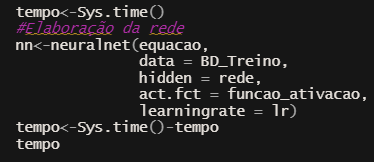 tempo<-Sys.time()
#Elaboração da rede
nn<-neuralnet(equacao,
data = BD_Treino,
hidden = rede,
act.fct = funcao_ativacao,
learningrate = lr)
tempo<-Sys.time()-tempo
tempo